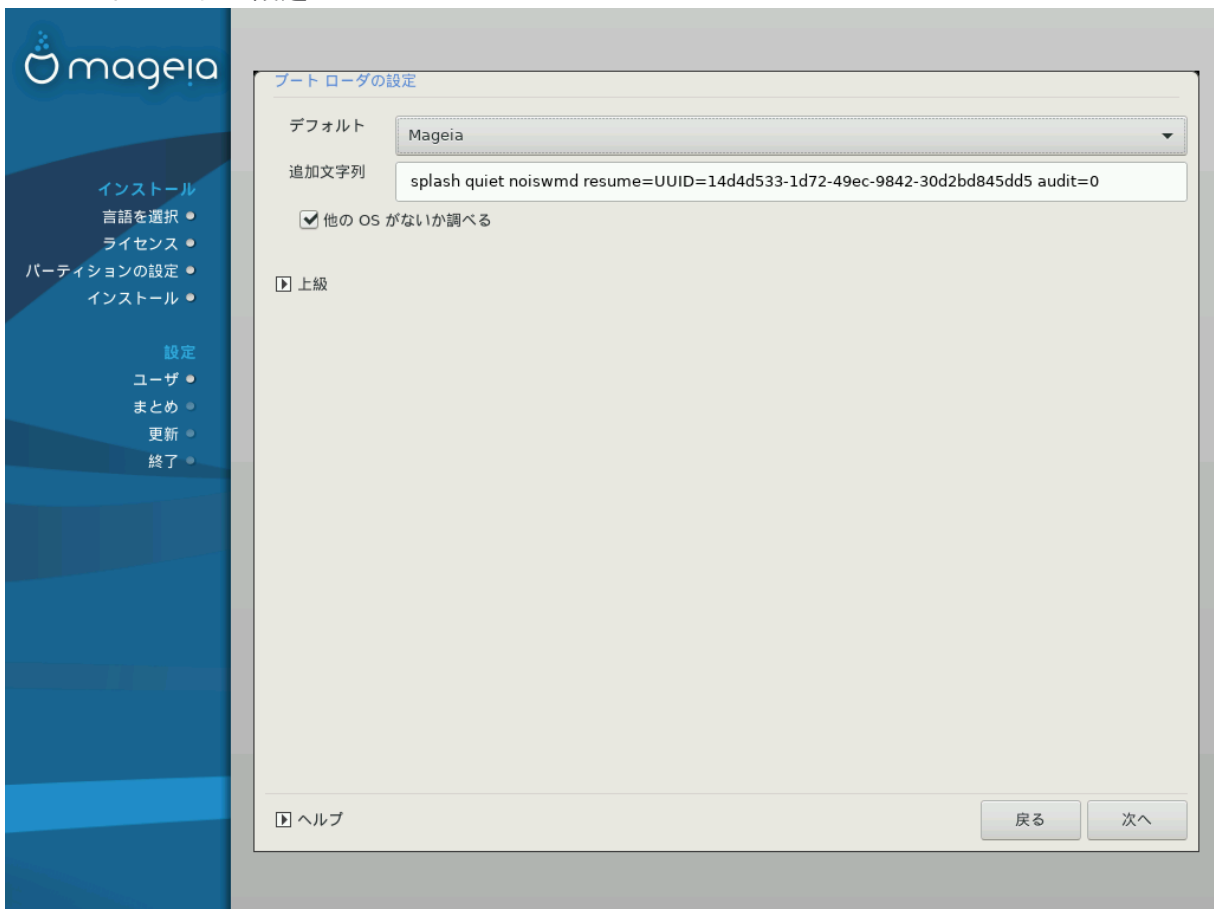 mageia
インストール
言語を選択
ライセンス
パーティションの設定
インストール
設定
ユーザ
まとめ
更新
終了
ブート ローダの設定
デフォルト
Mageia
追加文字列
splash quiet noiswmd resume=UUID=14d4d533-1d72-49ec-9842-30d2bd845dd5 audit=0
他の OS がないか調べる
上級
ヘルプ
戻る
次へ